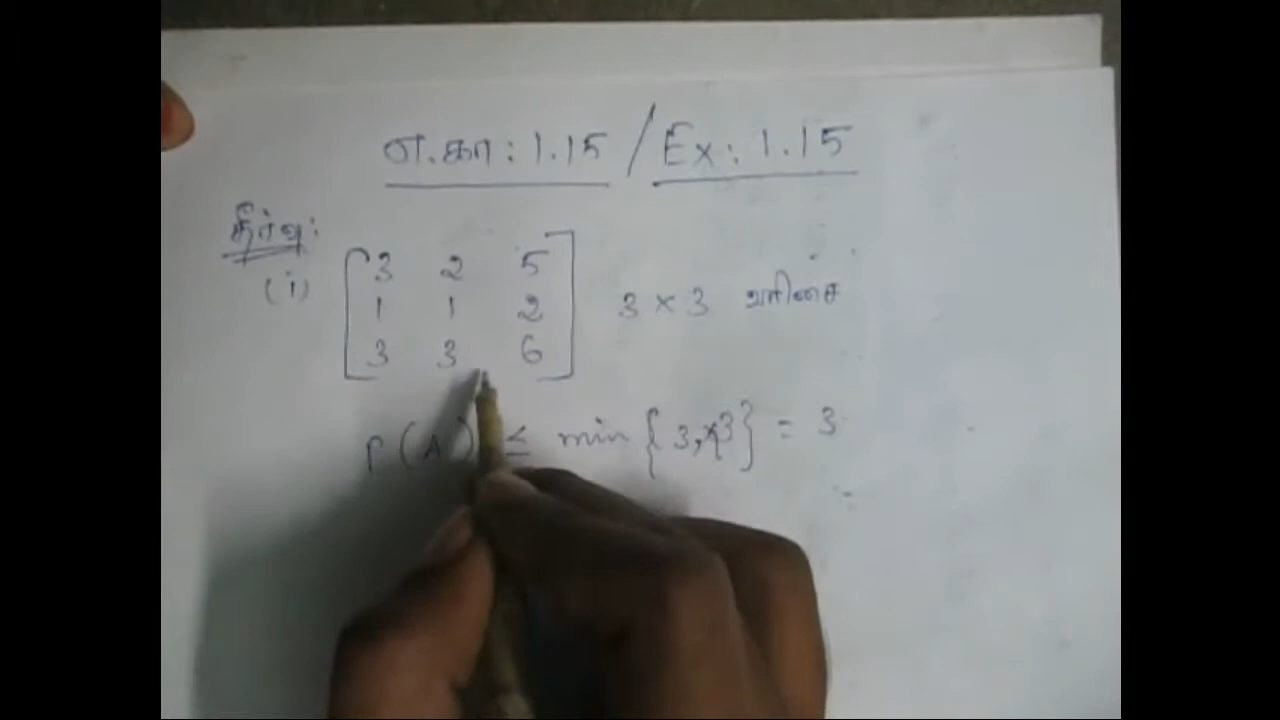 எ.கா: 1.15 / Ex: 1.15
தீர்வு:
(i) [ 3 2 5
1 1 2
3 3 6 ] 3 × 3 வரிசை
ρ(A) ≤ min { 3, 3 } = 3